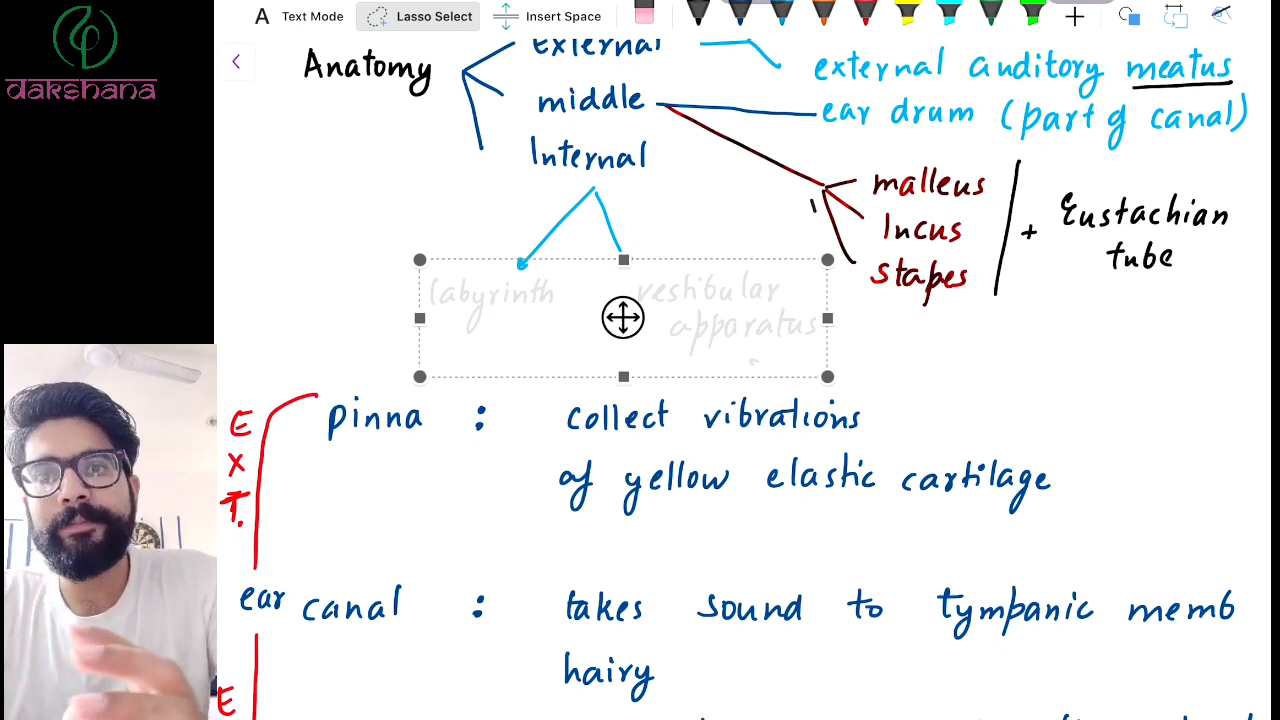 dakshana
Text Mode
Lasso Select
Insert Space
external
Anatomy
middle
Internal
external auditory meatus
ear drum (part of canal)
malleus
Incus
stapes
+ Eustachian
tube
labyrinth
vestibular
apparatus
EXT.
pinna : collect vibrations
of yellow elastic cartilage
ear canal : takes sound to tympanic memb
hairy
E